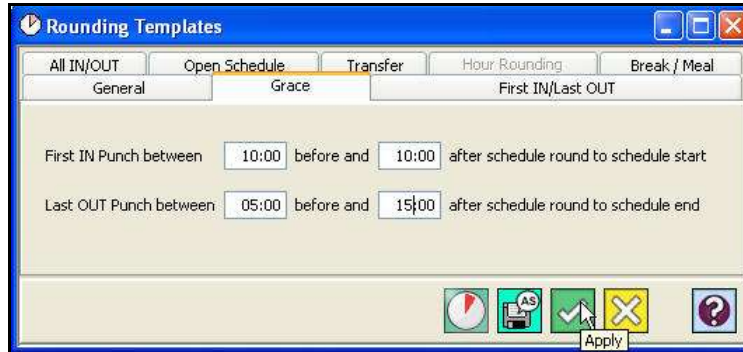 Rounding Templates
All IN/OUT Open Schedule Transfer Hour Rounding Break / Meal
General Grace First IN/Last OUT
First IN Punch between 10:00 before and 10:00 after schedule round to schedule start
Last OUT Punch between 05:00 before and 15:00 after schedule round to schedule end
AS
?
Apply